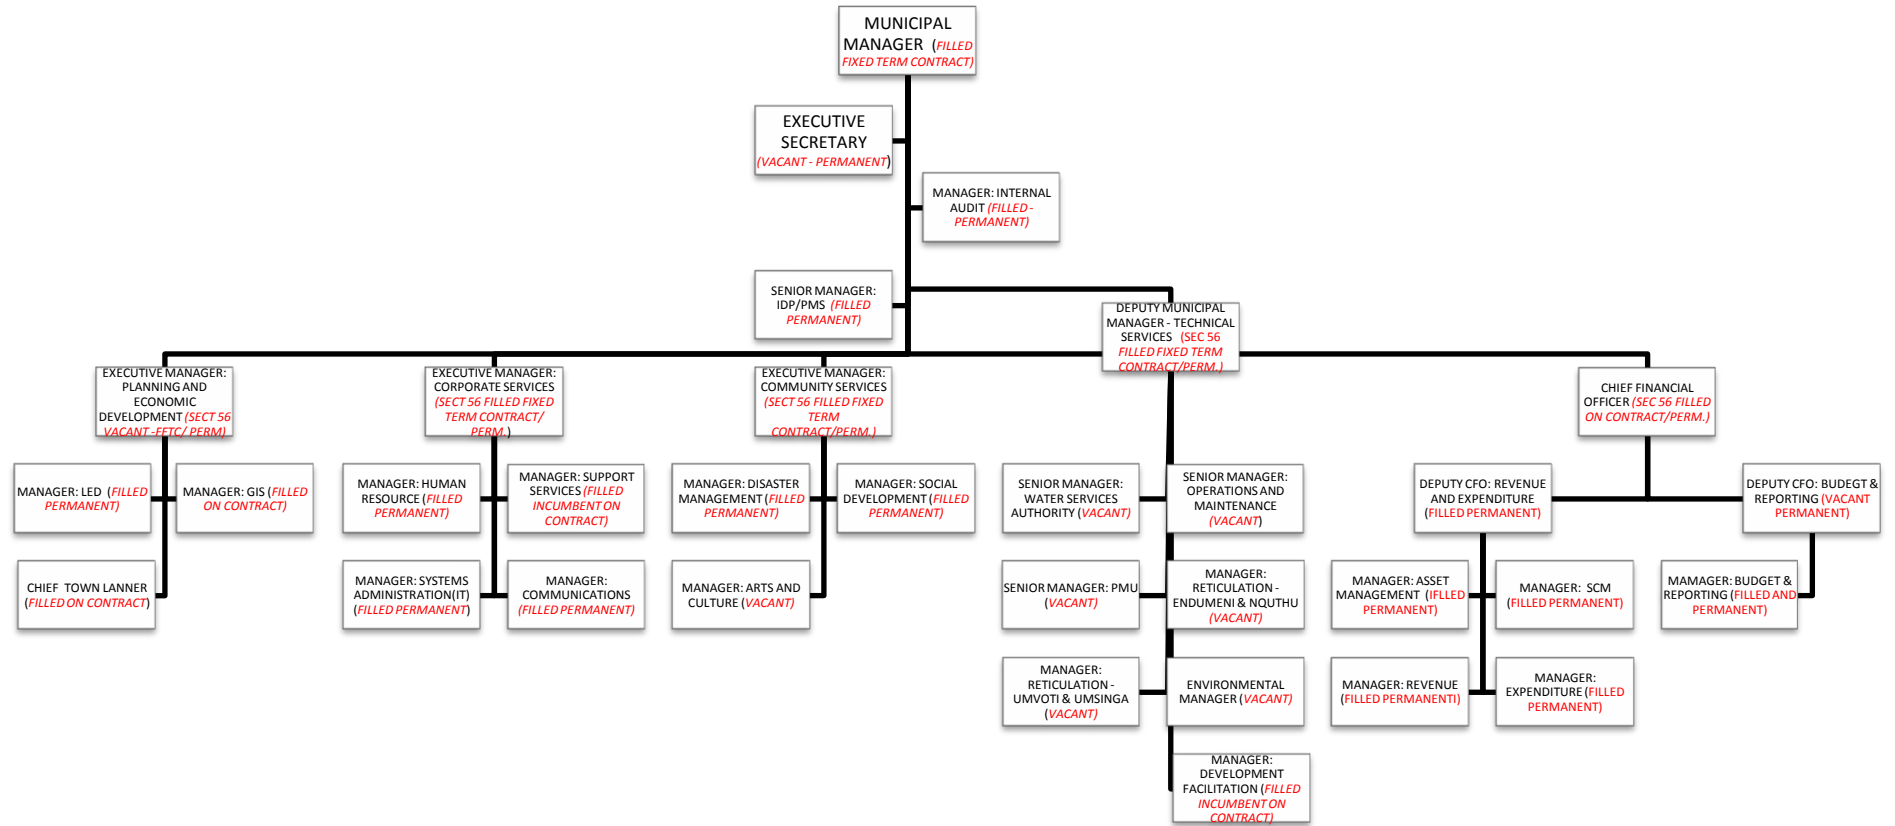 MUNICIPAL
MANAGER (FILLED
FIXED TERM CONTRACT)
EXECUTIVE
SECRETARY
(VACANT - PERMANENT)
MANAGER: INTERNAL
AUDIT (FILLED -
PERMANENT)
SENIOR MANAGER:
IDP/PMS (FILLED
PERMANENT)
DEPUTY MUNICIPAL
MANAGER - TECHNICAL
SERVICES (SEC 56
FILLED FIXED TERM
CONTRACT/PERM.)
EXECUTIVE MANAGER:
PLANNING AND
ECONOMIC
DEVELOPMENT (SECT 56
VACANT -FFTC/ PERM)
EXECUTIVE MANAGER:
CORPORATE SERVICES
(SECT 56 FILLED FIXED
TERM CONTRACT/
PERM.)
EXECUTIVE MANAGER:
COMMUNITY SERVICES
(SECT 56 FILLED FIXED
TERM
CONTRACT/PERM.)
CHIEF FINANCIAL
OFFICER (SEC 56 FILLED
ON CONTRACT/PERM.)
MANAGER: LED (FILLED
PERMANENT)
MANAGER: GIS (FILLED
ON CONTRACT)
MANAGER: HUMAN
RESOURCE (FILLED
PERMANENT)
MANAGER: SUPPORT
SERVICES (FILLED
INCUMBENT ON
CONTRACT)
MANAGER: DISASTER
MANAGEMENT (FILLED
PERMANENT)
MANAGER: SOCIAL
DEVELOPMENT (FILLED
PERMANENT)
SENIOR MANAGER:
WATER SERVICES
AUTHORITY (VACANT)
SENIOR MANAGER:
OPERATIONS AND
MAINTENANCE
(VACANT)
DEPUTY CFO: REVENUE
AND EXPENDITURE
(FILLED PERMANENT)
DEPUTY CFO: BUDEGT &
REPORTING (VACANT
PERMANENT)
CHIEF TOWN LANNER
(FILLED ON CONTRACT)
MANAGER: SYSTEMS
ADMINISTRATION(IT)
(FILLED PERMANENT)
MANAGER:
COMMUNICATIONS
(FILLED PERMANENT)
MANAGER: ARTS AND
CULTURE (VACANT)
SENIOR MANAGER: PMU
(VACANT)
MANAGER:
RETICULATION -
ENDUMENI & NQUTHU
(VACANT)
MANAGER: ASSET
MANAGEMENT (IFLLED
PERMANENT)
MANAGER: SCM
(FILLED PERMANENT)
MAMAGER: BUDGET &
REPORTING (FILLED AND
PERMANENT)
MANAGER:
RETICULATION -
UMVOTI & UMSINGA
(VACANT)
ENVIRONMENTAL
MANAGER (VACANT)
MANAGER: REVENUE
(FILLED PERMANENTI)
MANAGER:
EXPENDITURE (FILLED
PERMANENT)
MANAGER:
DEVELOPMENT
FACILITATION (FILLED
INCUMBENT ON
CONTRACT)